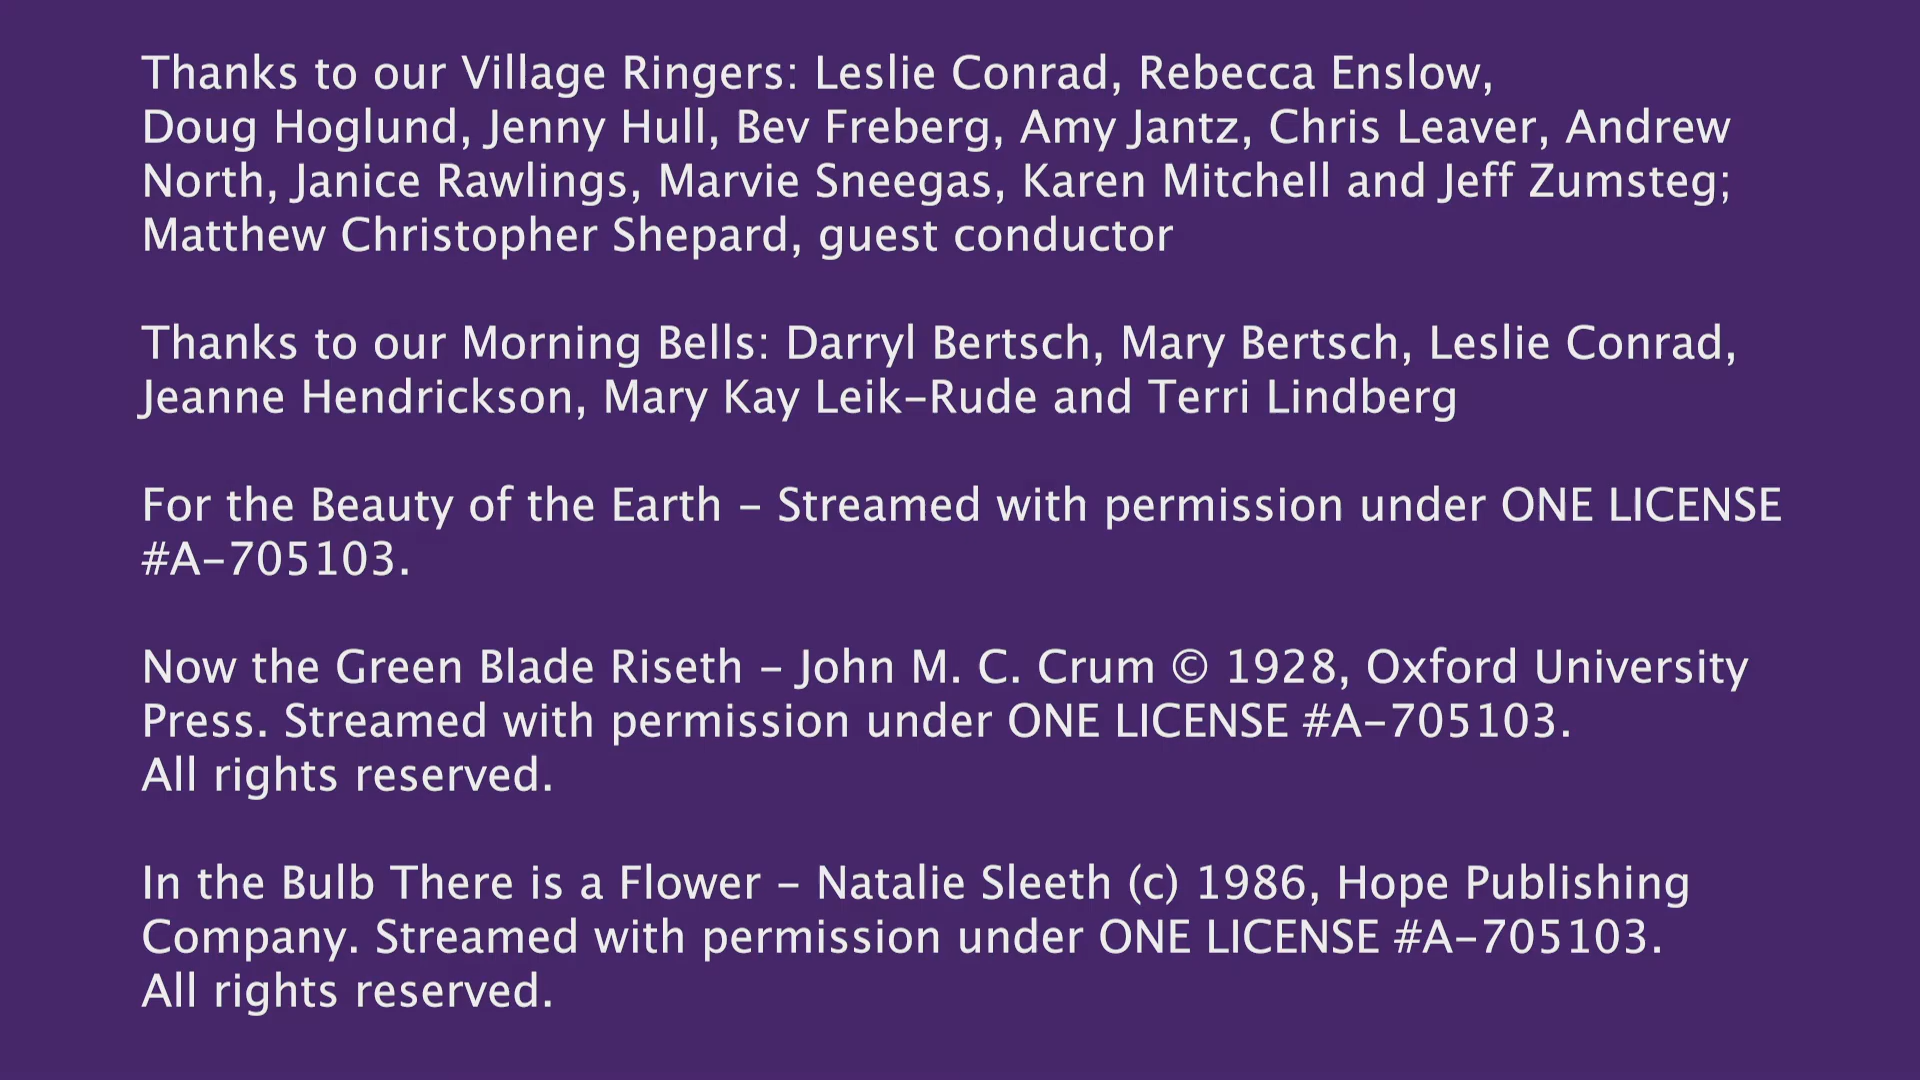 Thanks to our Village Ringers: Leslie Conrad, Rebecca Enslow,
Doug Hoglund, Jenny Hull, Bev Freberg, Amy Jantz, Chris Leaver, Andrew
North, Janice Rawlings, Marvie Sneegas, Karen Mitchell and Jeff Zumsteg;
Matthew Christopher Shepard, guest conductor
Thanks to our Morning Bells: Darryl Bertsch, Mary Bertsch, Leslie Conrad,
Jeanne Hendrickson, Mary Kay Leik-Rude and Terri Lindberg
For the Beauty of the Earth - Streamed with permission under ONE LICENSE
#A-705103.
Now the Green Blade Riseth - John M. C. Crum © 1928, Oxford University
Press. Streamed with permission under ONE LICENSE #A-705103.
All rights reserved.
In the Bulb There is a Flower - Natalie Sleeth (c) 1986, Hope Publishing
Company. Streamed with permission under ONE LICENSE #A-705103.
All rights reserved.